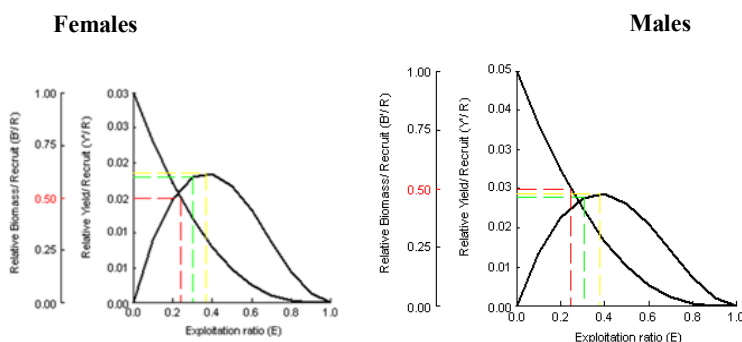 Females
Males
Relative Biomass/ Recruit (B'/ R)
1.00
0.75
0.50
0.25
0.00
Relative Yield/ Recruit (Y'/ R)
0.03
0.03
0.02
0.02
0.01
0.01
0.00
0.0 0.2 0.4 0.6 0.8 1.0
Exploitation ratio (E)
Relative Biomass/ Recruit (B'/ R)
1.00
0.75
0.50
0.25
0.00
Relative Yield/ Recruit (Y'/ R)
0.05
0.04
0.03
0.03
0.01
0.00
0.0 0.2 0.4 0.6 0.8 1.0
Exploitation ratio (E)